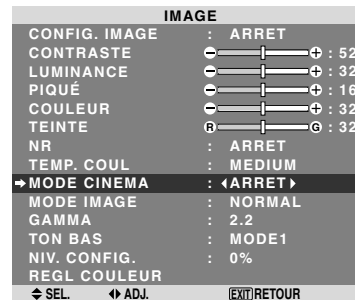 IMAGE
CONFIG. IMAGE : ARRET
CONTRASTE : 52
LUMINANCE : 32
PIQUÉ : 16
COULEUR : 32
TEINTE R G : 32
NR : ARRET
TEMP. COUL : MEDIUM
MODE CINEMA : ARRET
MODE IMAGE : NORMAL
GAMMA : 2.2
TON BAS : MODE1
NIV. CONFIG. : 0%
REGL COULEUR
SEL. ADJ. EXIT RETOUR